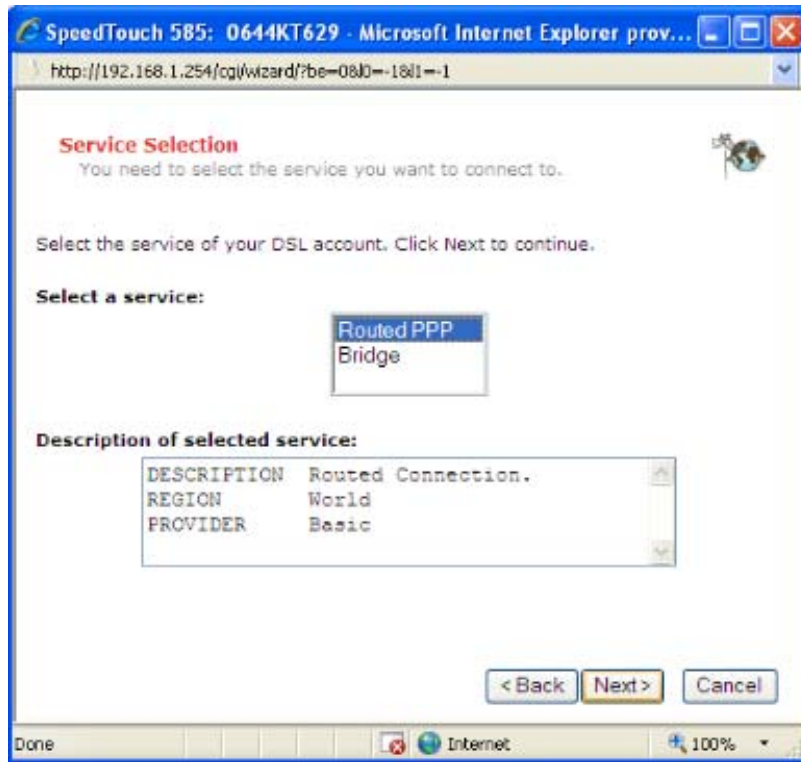 SpeedTouch 585: 0644KT629 - Microsoft Internet Explorer prov...
http://192.168.1.254/cgi/wizard/?be=0&l0=-1&l1=-1
Service Selection
You need to select the service you want to connect to.
Select the service of your DSL account. Click Next to continue.
Select a service:
Routed PPP
Bridge
Description of selected service:
DESCRIPTION Routed Connection.
REGION World
PROVIDER Basic
< Back Next > Cancel
Done Internet 100%